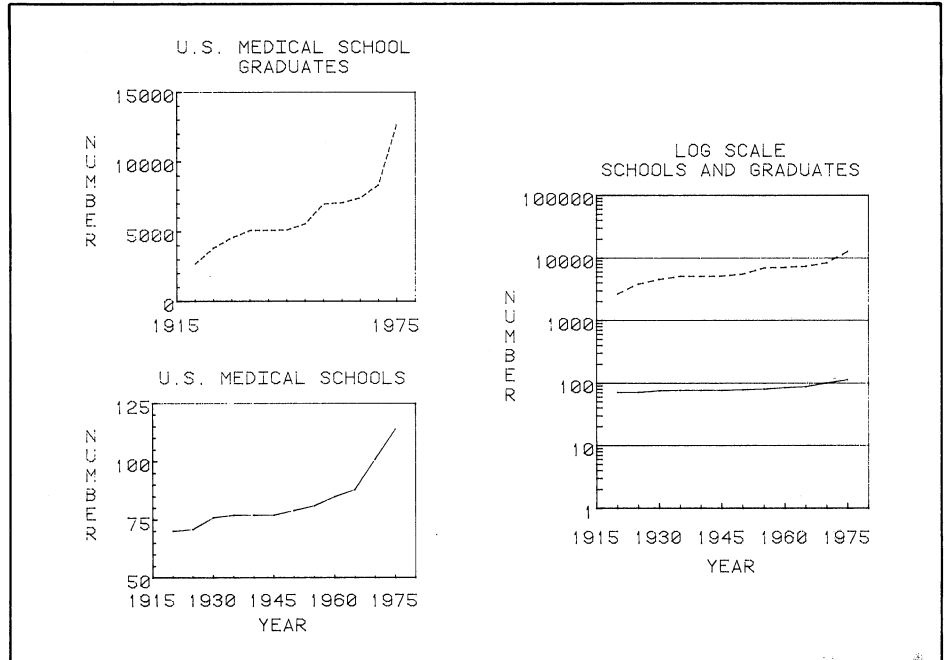 U.S. MEDICAL SCHOOL
GRADUATES
15000
10000
5000
0
NUMBER
1915 1975
U.S. MEDICAL SCHOOLS
125
100
75
50
NUMBER
1915 1930 1945 1960 1975
YEAR
LOG SCALE
SCHOOLS AND GRADUATES
100000
10000
1000
100
10
1
NUMBER
1915 1930 1945 1960 1975
YEAR